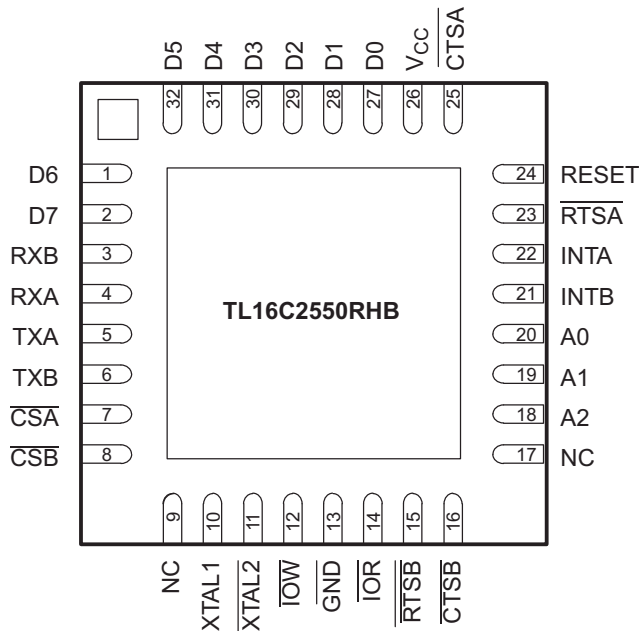 D5 D4 D3 D2 D1 D0 VCC CTSA
32 31 30 29 28 27 26 25
D6 1 24 RESET
D7 2 23 RTSA
RXB 3 22 INTA
RXA 4 21 INTB
TL16C2550RHB
TXA 5 20 A0
TXB 6 19 A1
CSA 7 18 A2
CSB 8 17 NC
9 10 11 12 13 14 15 16
NC XTAL1 XTAL2 IOW GND IOR RTSB CTSB